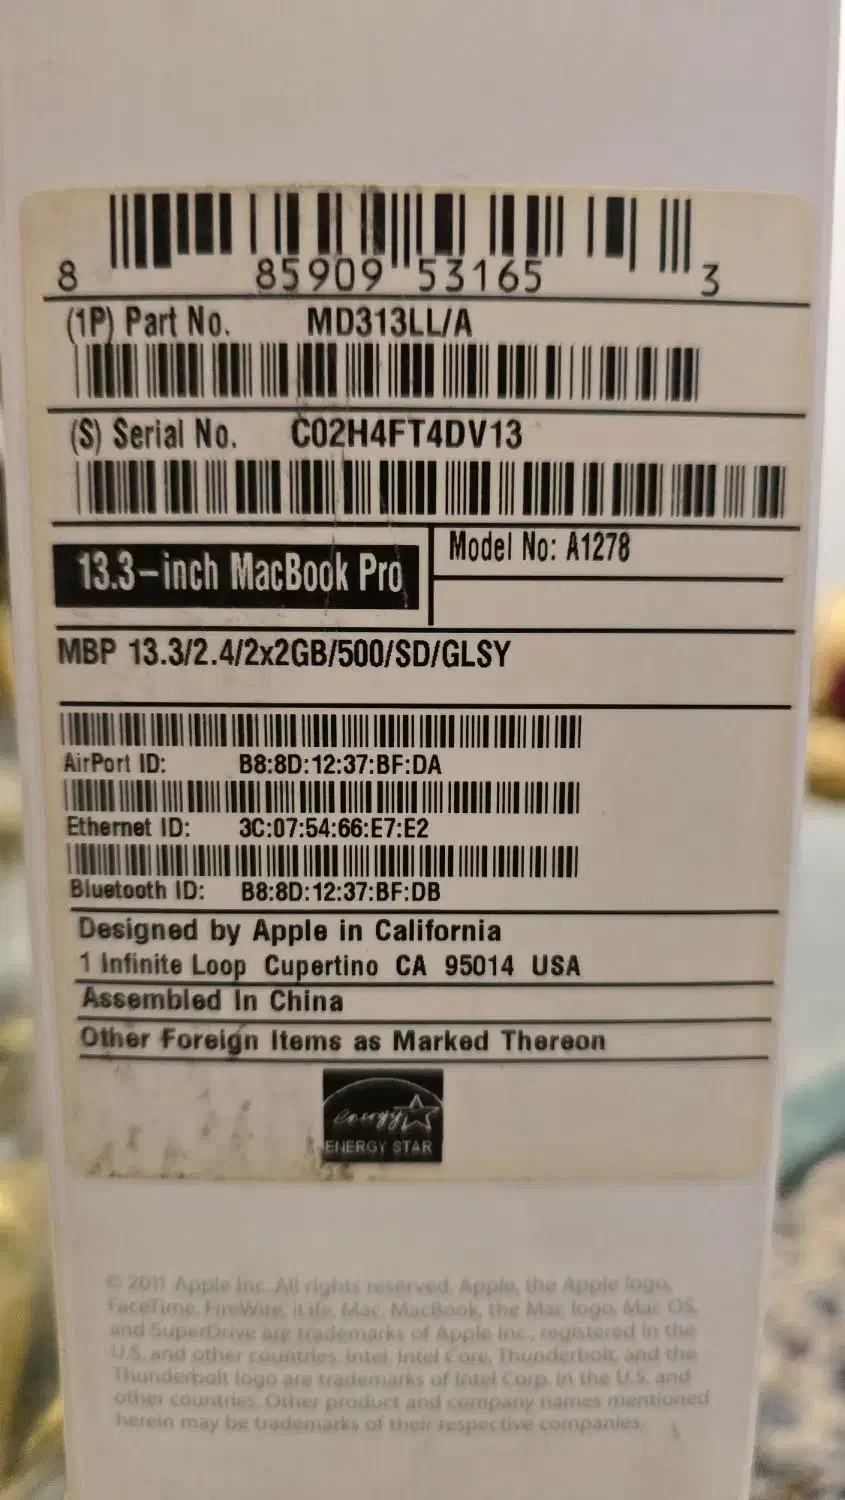 8 85909 53165 3
(1P) Part No. MD313LL/A
(S) Serial No. C02H4FT4DV13
13.3-inch MacBook Pro
Model No: A1278
MBP 13.3/2.4/2x2GB/500/SD/GLSY
AirPort ID: B8:8D:12:37:BF:DA
Ethernet ID: 3C:07:54:66:E7:E2
Bluetooth ID: B8:8D:12:37:BF:DB
Designed by Apple in California
1 Infinite Loop Cupertino CA 95014 USA
Assembled In China
Other Foreign Items as Marked Thereon
energy
ENERGY STAR
© 2011 Apple Inc. All rights reserved. Apple, the Apple logo,
FaceTime, FireWire, iLife, Mac, MacBook, the Mac logo, Mac OS,
and SuperDrive are trademarks of Apple Inc., registered in the
U.S. and other countries. Intel, Intel Core, Thunderbolt, and the
Thunderbolt logo are trademarks of Intel Corp. in the U.S. and
other countries. Other product and company names mentioned
herein may be trademarks of their respective companies.